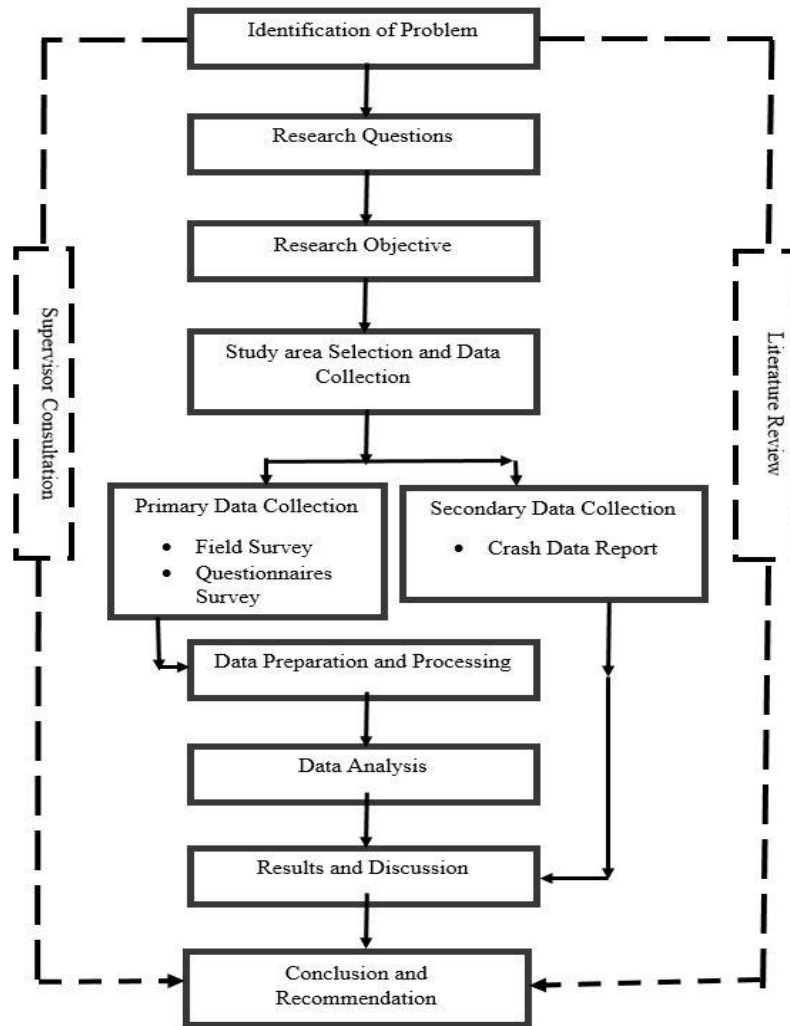 Identification of Problem
Research Questions
Research Objective
Study area Selection and Data
Collection
Supervisor Consultation
Literature Review
Primary Data Collection
• Field Survey
• Questionnaires
Survey
Secondary Data Collection
• Crash Data Report
Data Preparation and Processing
Data Analysis
Results and Discussion
Conclusion and
Recommendation